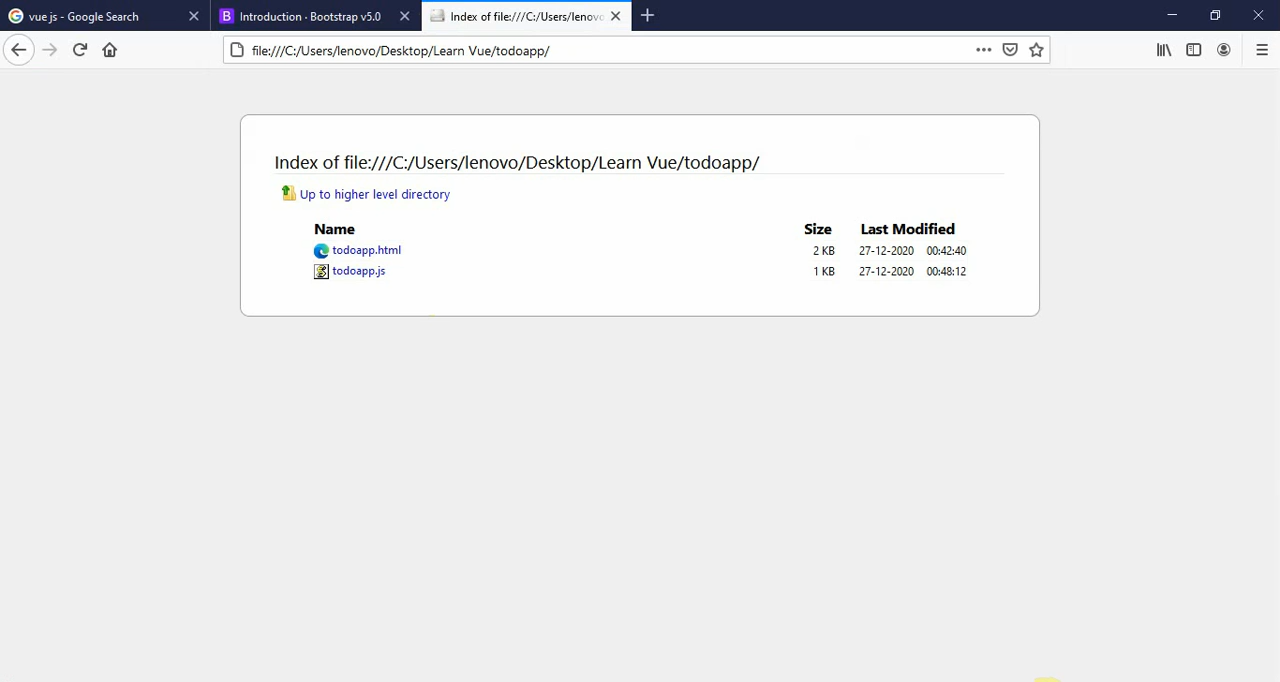 vue js - Google Search
Introduction · Bootstrap v5.0
Index of file:///C:/Users/lenovo
file:///C:/Users/lenovo/Desktop/Learn Vue/todoapp/
Index of file:///C:/Users/lenovo/Desktop/Learn Vue/todoapp/
Up to higher level directory
Name Size Last Modified
todoapp.html 2 KB 27-12-2020 00:42:40
todoapp.js 1 KB 27-12-2020 00:48:12